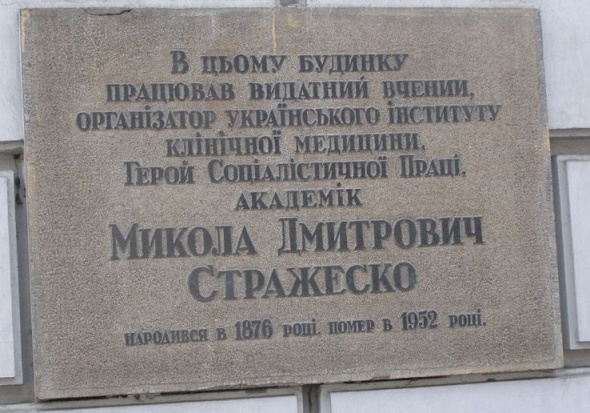 В цьому будинку
працював видатний вчений,
організатор українського інституту
клінічної медицини,
Герой Соціалістичної Праці,
академік
Микола Дмитрович
Стражеско
народився в 1876 році. помер в 1952 році.